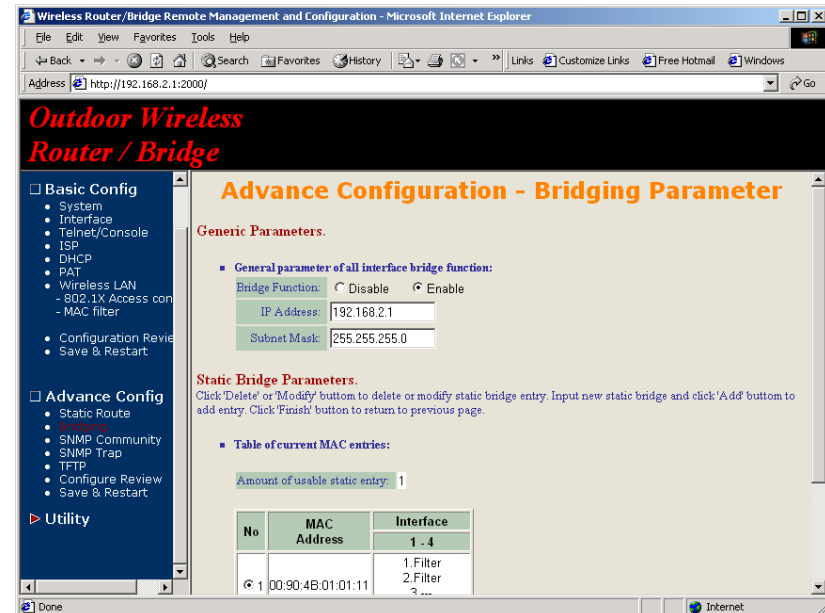 Wireless Router/Bridge Remote Management and Configuration - Microsoft Internet Explorer
File Edit View Favorites Tools Help
Back Search Favorites History » Links Customize Links Free Hotmail Windows
Address http://192.168.2.1:2000/ Go
Outdoor Wireless
Router / Bridge
Basic Config
System
Interface
Telnet/Console
ISP
DHCP
PAT
Wireless LAN
- 802.1X Access con
- MAC filter
Configuration Revie
Save & Restart
Advance Config
Static Route
Bridging
SNMP Community
SNMP Trap
TFTP
Configure Review
Save & Restart
Utility
Advance Configuration - Bridging Parameter
Generic Parameters.
General parameter of all interface bridge function:
Bridge Function: Disable Enable
IP Address: 192.168.2.1
Subnet Mask: 255.255.255.0
Static Bridge Parameters.
Click 'Delete' or 'Modify' buttom to delete or modify static bridge entry. Input new static bridge and click 'Add' buttom to
add entry. Click 'Finish' button to return to previous page.
Table of current MAC entries:
Amount of usable static entry: 1
No MAC Address Interface
1 - 4
1 00:90:4B:01:01:11 1.Filter
2.Filter
3.---
Done Internet